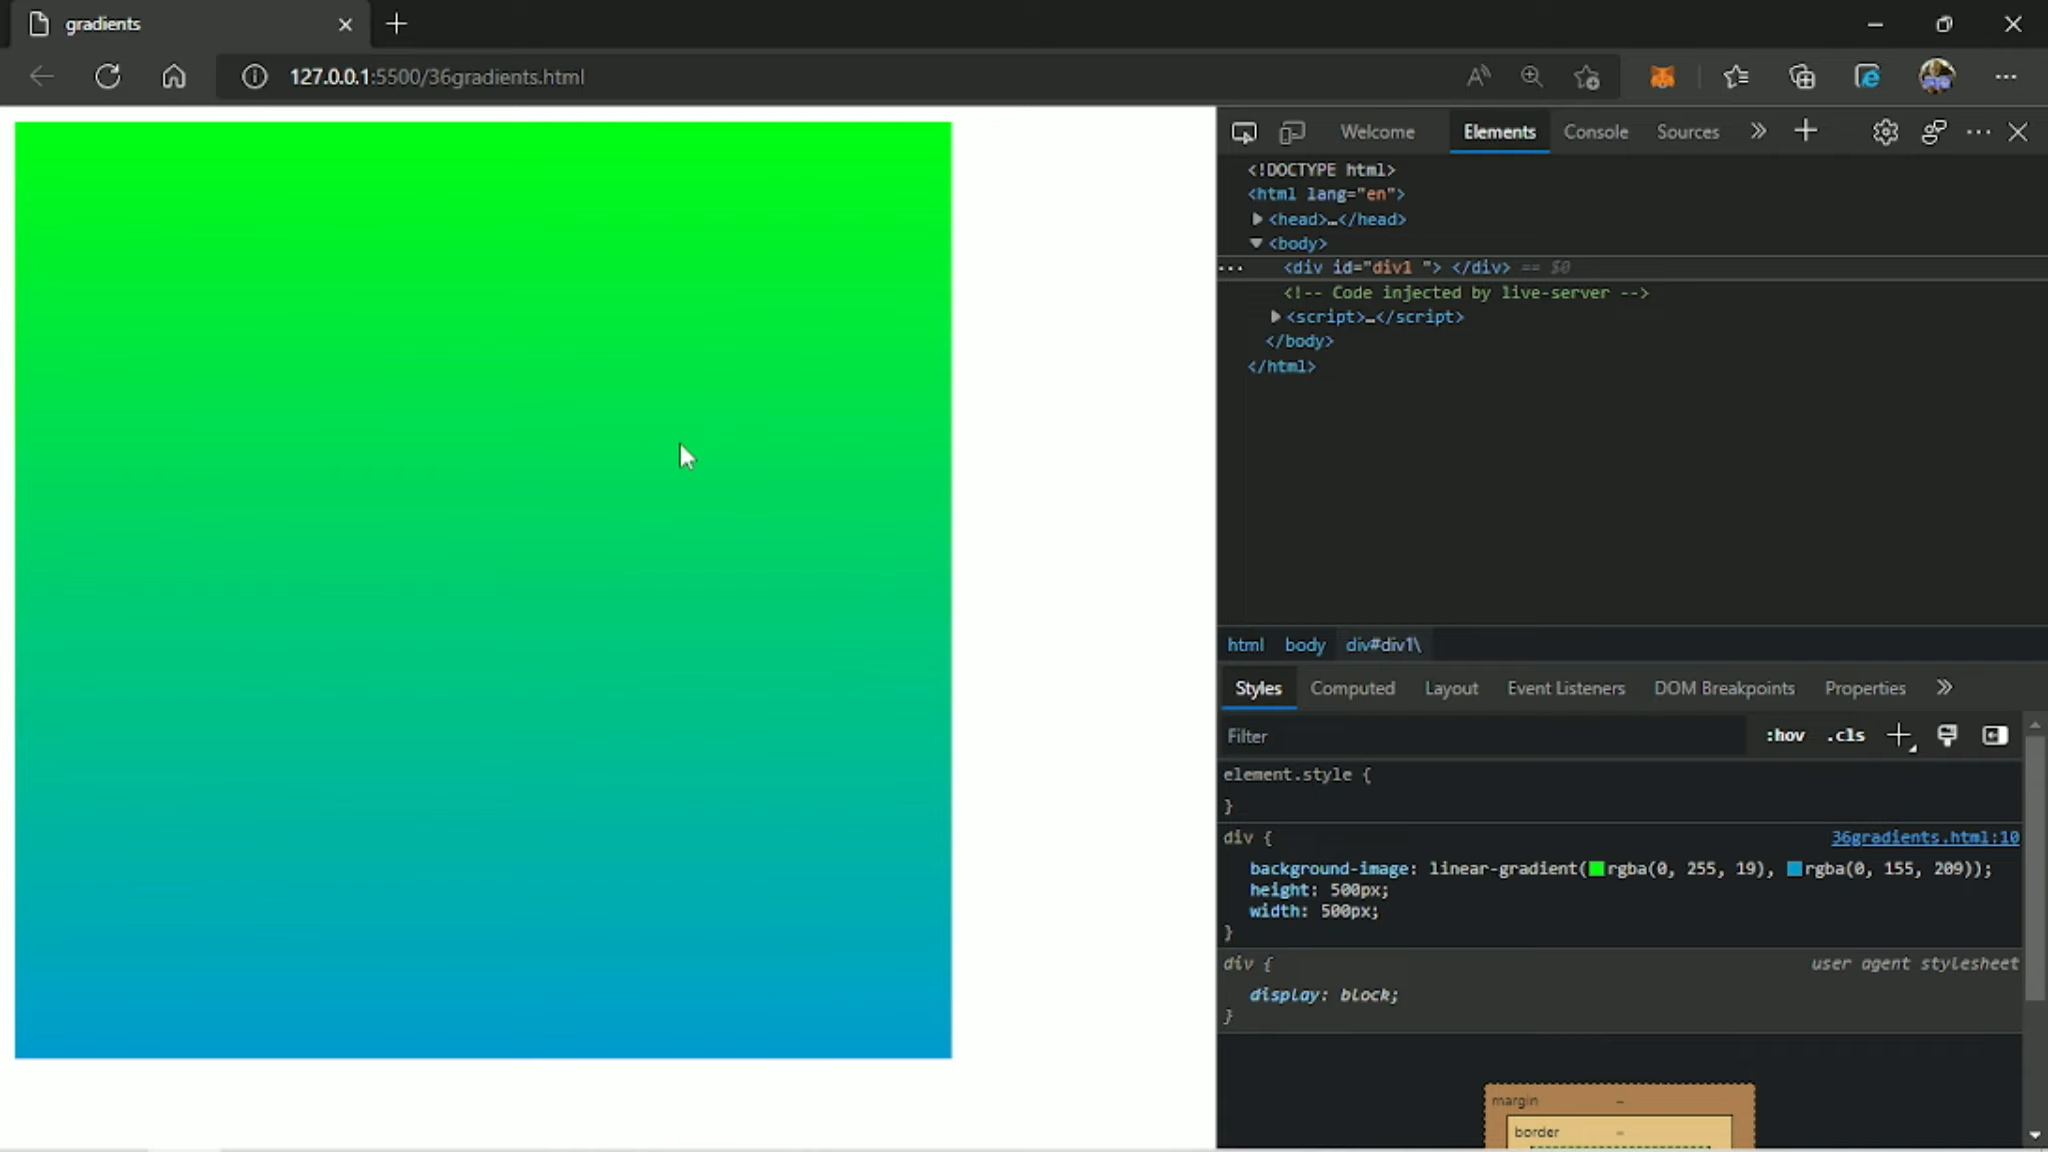 gradients
127.0.0.1:5500/36gradients.html
Welcome Elements Console Sources
<!DOCTYPE html>
<html lang="en">
<head>…</head>
<body>
<div id="div1 "> </div> == $0
<!-- Code injected by live-server -->
<script>…</script>
</body>
</html>
html body div#div1\
Styles Computed Layout Event Listeners DOM Breakpoints Properties
Filter :hov .cls
element.style {
}
div { 36gradients.html:10
background-image: linear-gradient(rgba(0, 255, 19), rgba(0, 155, 209));
height: 500px;
width: 500px;
}
div { user agent stylesheet
display: block;
}
margin –
border –